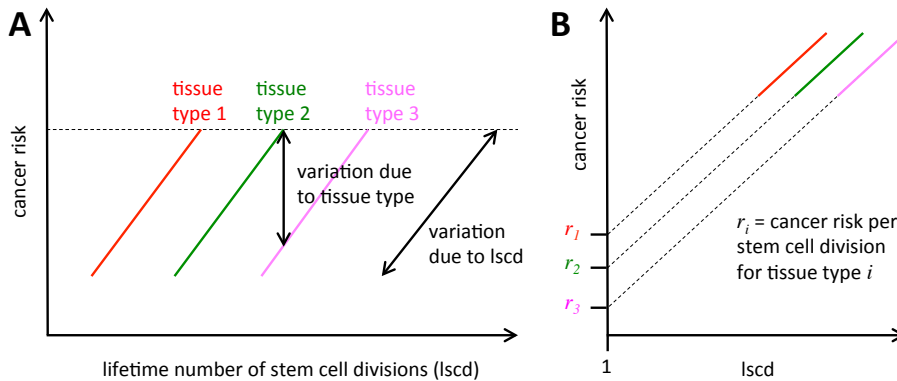 A
tissue
type 1
tissue
type 2
tissue
type 3
cancer risk
variation due
to tissue type
variation
due to lscd
lifetime number of stem cell divisions (lscd)
B
cancer risk
r1
r2
r3
ri = cancer risk per
stem cell division
for tissue type i
1
lscd